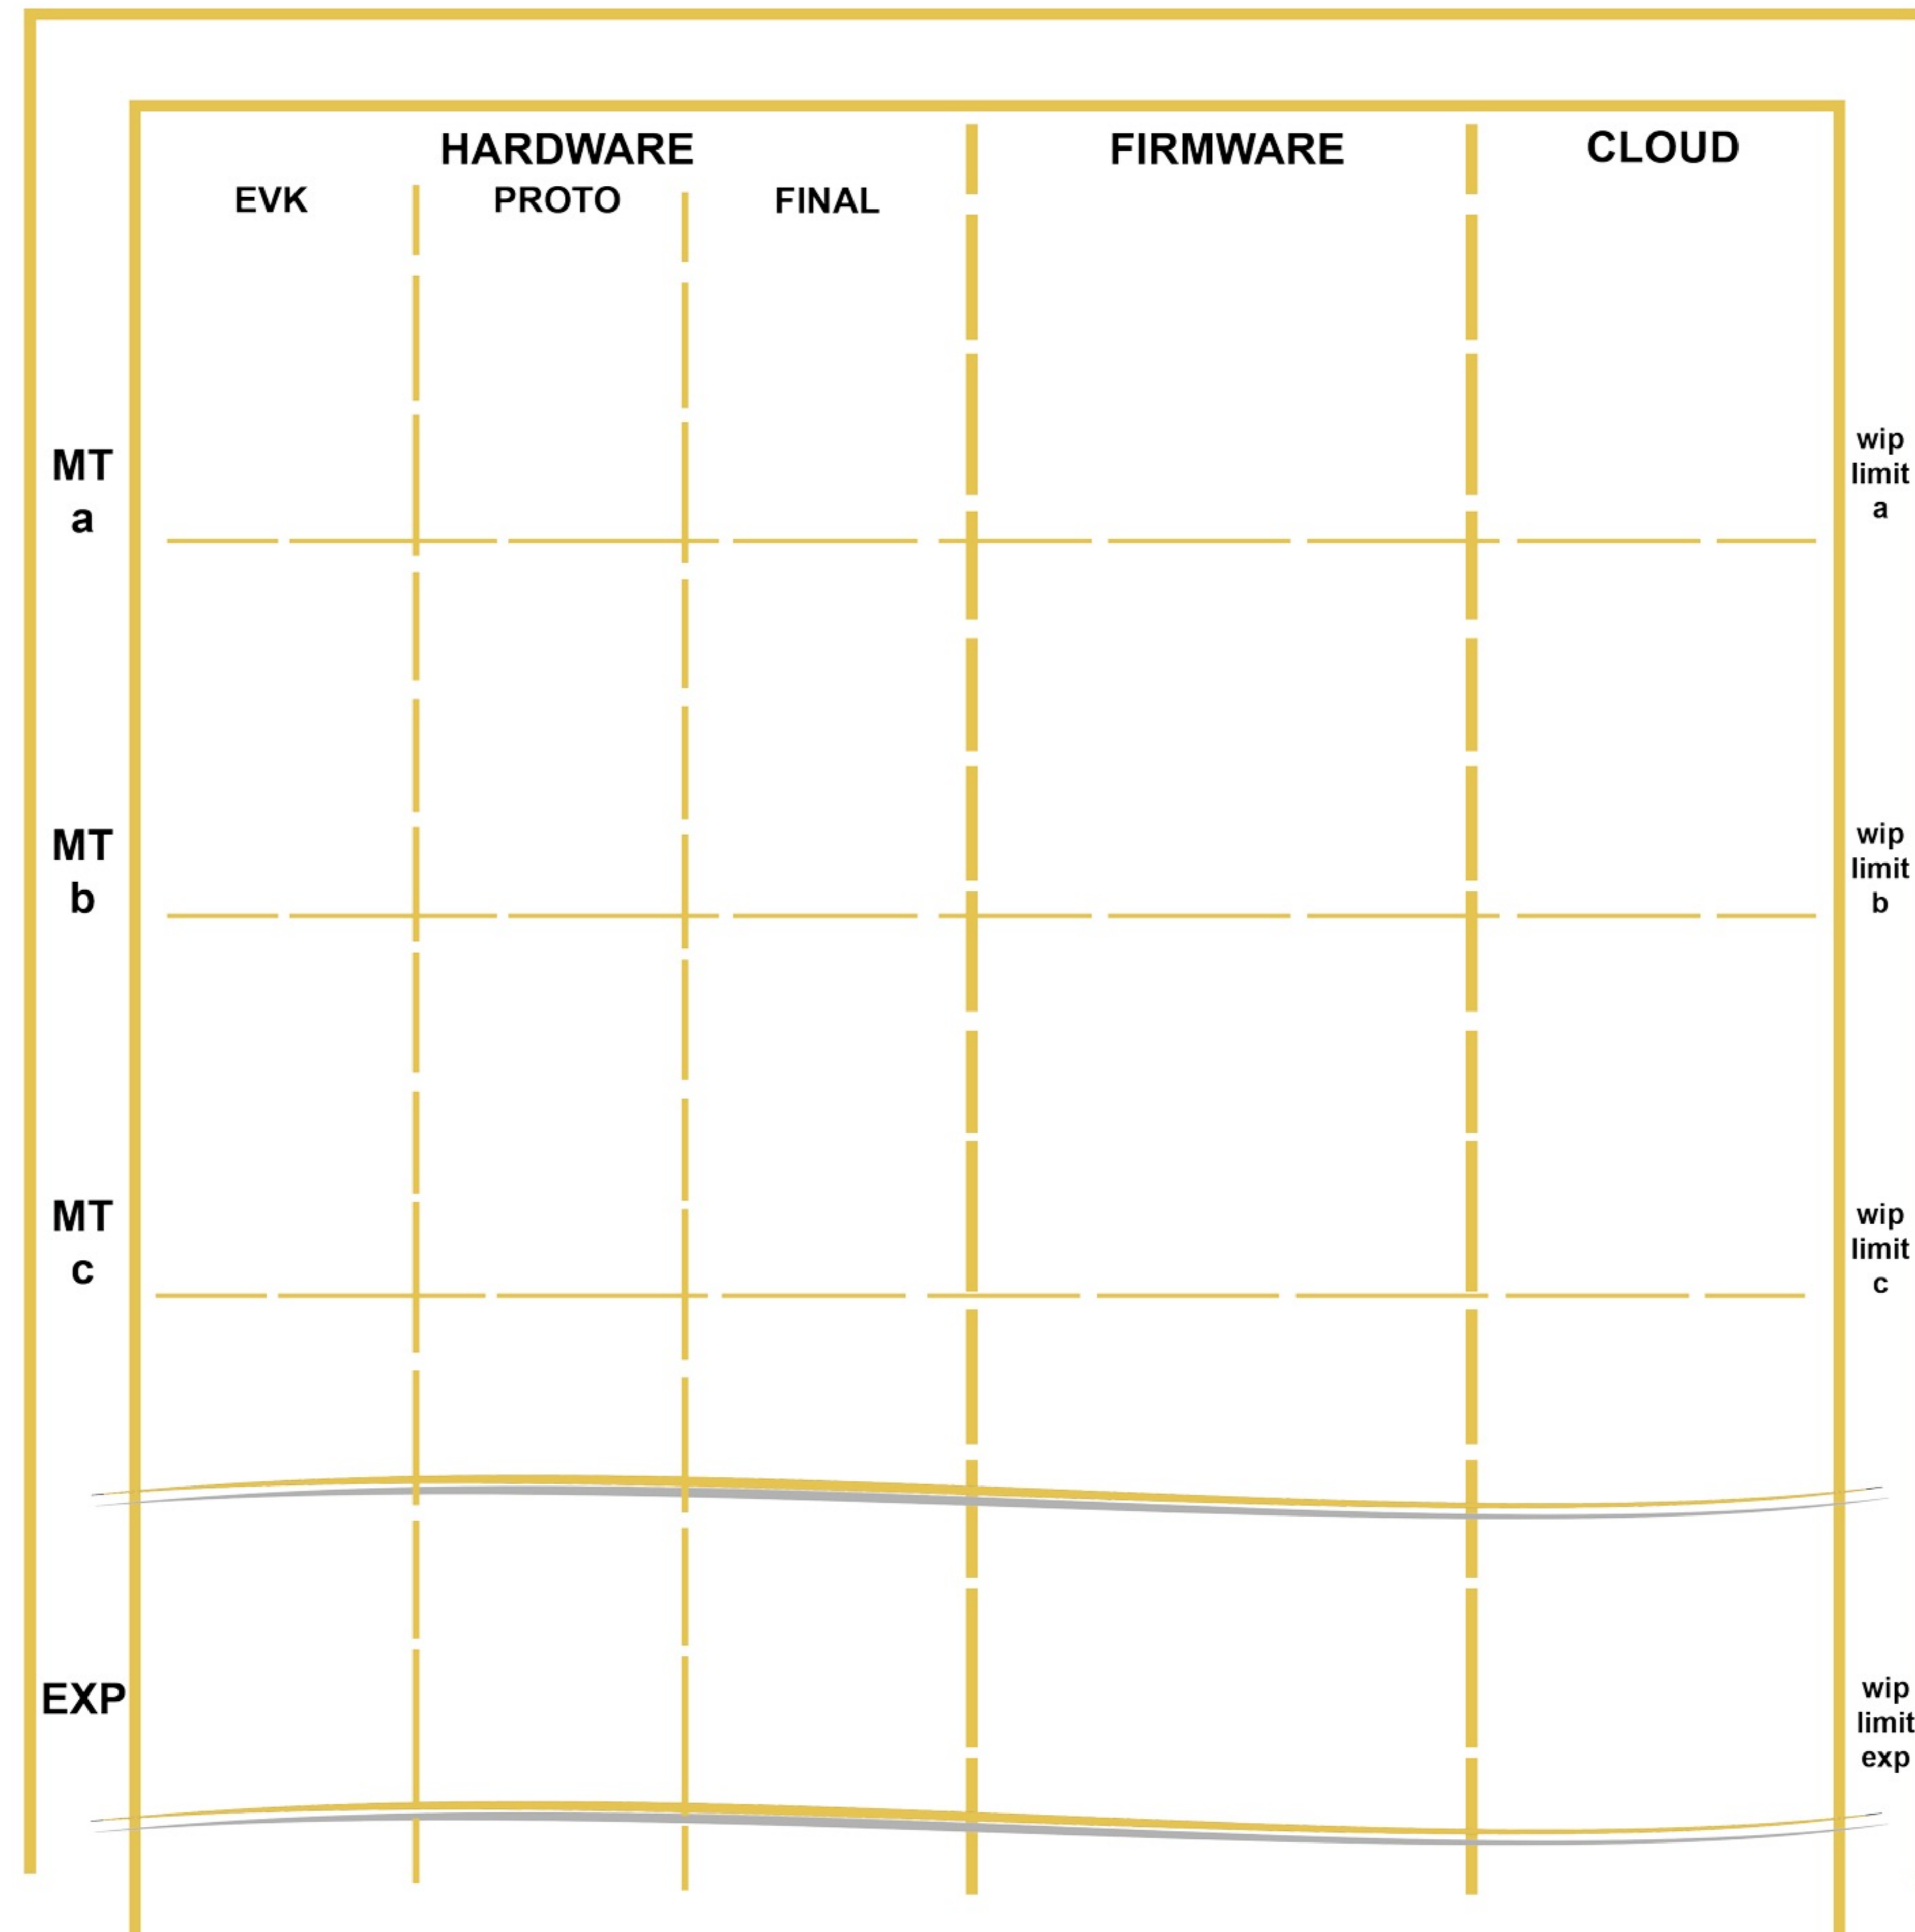 HARDWARE FIRMWARE CLOUD
EVK PROTO FINAL
MT
a
wip
limit
a
MT
b
wip
limit
b
MT
c
wip
limit
c
EXP
wip
limit
exp